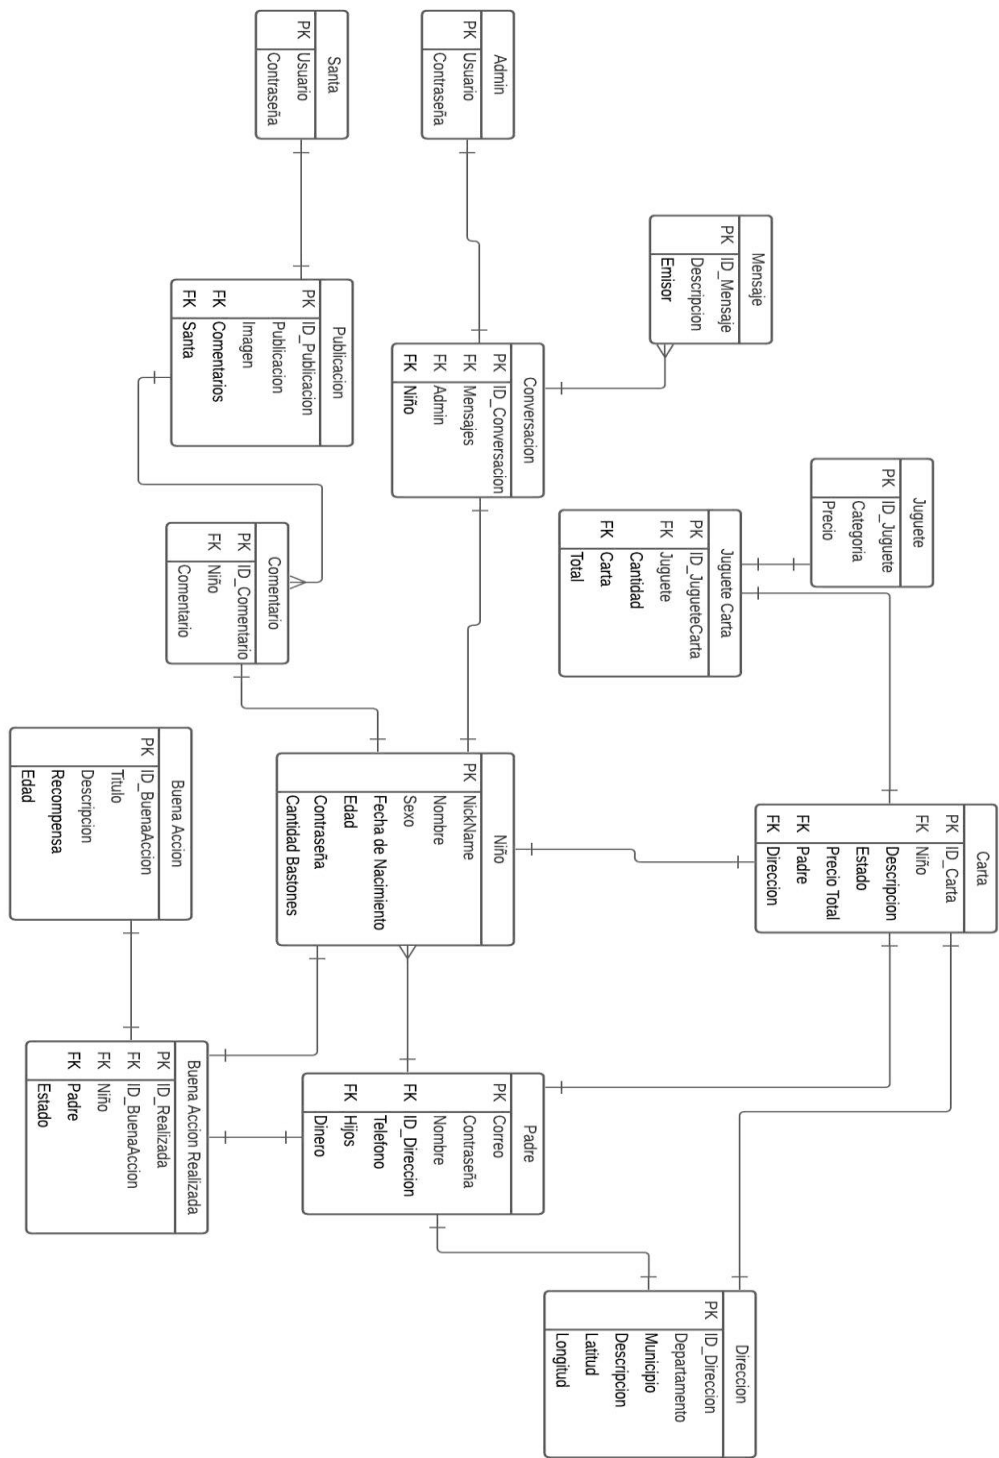 Santa
PK Usuario
Contraseña
Admin
PK Usuario
Contraseña
Mensaje
PK ID_Mensaje
Descripcion
Emisor
Publicacion
PK ID_Publicacion
Publicacion
Imagen
FK Comentarios
FK Santa
Conversacion
PK ID_Conversacion
FK Mensajes
FK Admin
FK Niño
Juguete
PK ID_Juguete
Categoria
Precio
Juguete Carta
PK ID_JugueteCarta
FK Juguete
Cantidad
FK Carta
Total
Comentario
PK ID_Comentario
FK Niño
Comentario
Buena Accion
PK ID_BuenaAccion
Titulo
Descripcion
Recompensa
Edad
Niño
PK NickName
Nombre
Sexo
Fecha de Nacimiento
Edad
Contraseña
Cantidad Bastones
Carta
PK ID_Carta
FK Niño
Descripcion
Estado
Precio Total
FK Padre
FK Direccion
Buena Accion Realizada
PK ID_Realizada
FK ID_BuenaAccion
FK Niño
FK Padre
Estado
Padre
PK Correo
Contraseña
Nombre
FK ID_Direccion
Telefono
FK Hijos
Dinero
Direccion
PK ID_Direccion
Departamento
Municipio
Descripcion
Latitud
Longitud